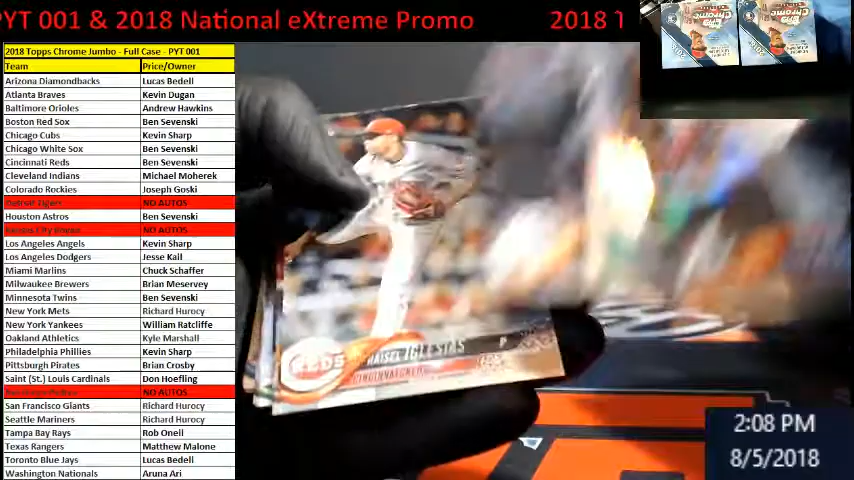 PYT 001 & 2018 National eXtreme Promo 2018 T
2018 Topps Chrome Jumbo - Full Case - PYT 001
Team Price/Owner
Arizona Diamondbacks Lucas Bedell
Atlanta Braves Kevin Dugan
Baltimore Orioles Andrew Hawkins
Boston Red Sox Ben Sevenski
Chicago Cubs Kevin Sharp
Chicago White Sox Ben Sevenski
Cincinnati Reds Ben Sevenski
Cleveland Indians Michael Moherek
Colorado Rockies Joseph Goski
Detroit Tigers NO AUTOS
Houston Astros Ben Sevenski
Kansas City Royals NO AUTOS
Los Angeles Angels Kevin Sharp
Los Angeles Dodgers Jesse Kail
Miami Marlins Chuck Schaffer
Milwaukee Brewers Brian Meservey
Minnesota Twins Ben Sevenski
New York Mets Richard Hurocy
New York Yankees William Ratcliffe
Oakland Athletics Kyle Marshall
Philadelphia Phillies Kevin Sharp
Pittsburgh Pirates Brian Crosby
Saint (St.) Louis Cardinals Don Hoefling
NO AUTOS
San Francisco Giants Richard Hurocy
Seattle Mariners Richard Hurocy
Tampa Bay Rays Rob Oneil
Texas Rangers Matthew Malone
Toronto Blue Jays Lucas Bedell
Washington Nationals Aruna Ari
REDS
RAISEL IGLESIAS P
CINCINNATI REDS
2:08 PM
8/5/2018